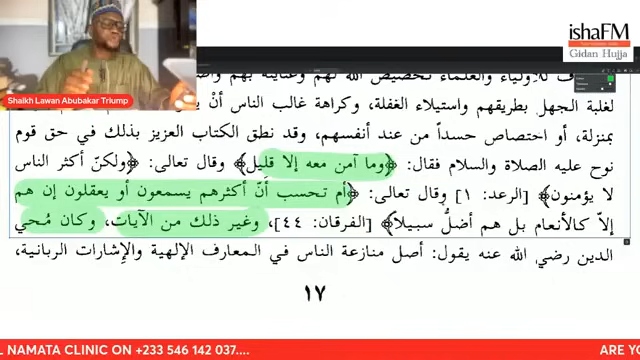 ishaFM
Gidan Hujja
Shaikh Lawan Abubakar Triump
لغلبة الجهل بطريقهم واستيلاء الغفلة، وكراهة غالب الناس أنْ
بمنزلة، أو اختصاص حسداً من عند أنفسهم، وقد نطق الكتاب العزيز بذلك في حق قوم
نوح عليه الصلاة والسلام فقال: ﴿وما آمن معه إلا قليل﴾ وقال تعالى: ﴿ولكنّ أكثر الناس
لا يؤمنون﴾ [الرعد: ١] وقال تعالى: ﴿أم تحسب أنّ أكثرهم يسمعون أو يعقلون إن هم
إلاّ كالأنعام بل هم أضلُّ سبيلاً﴾ [الفرقان: ٤٤]، وغير ذلك من الآيات، وكان مُحي
الدين رضي الله عنه يقول: أصل منازعة الناس في المعارف الإلهية والإشارات الربانية،
١٧
L NAMATA CLINIC ON +233 546 142 037....
ARE YO